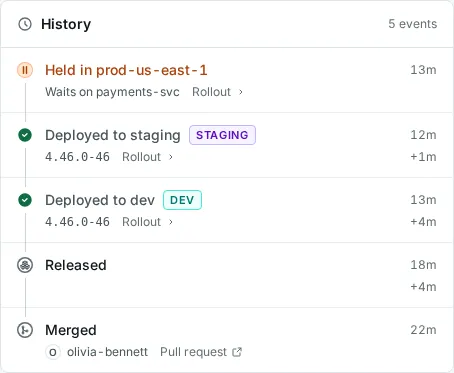 History 5 events
Held in prod-us-east-1 13m
Waits on payments-svc Rollout ›
Deployed to staging STAGING 12m
4.46.0-46 Rollout › +1m
Deployed to dev DEV 13m
4.46.0-46 Rollout › +4m
Released 18m
+4m
Merged 22m
O olivia-bennett Pull request